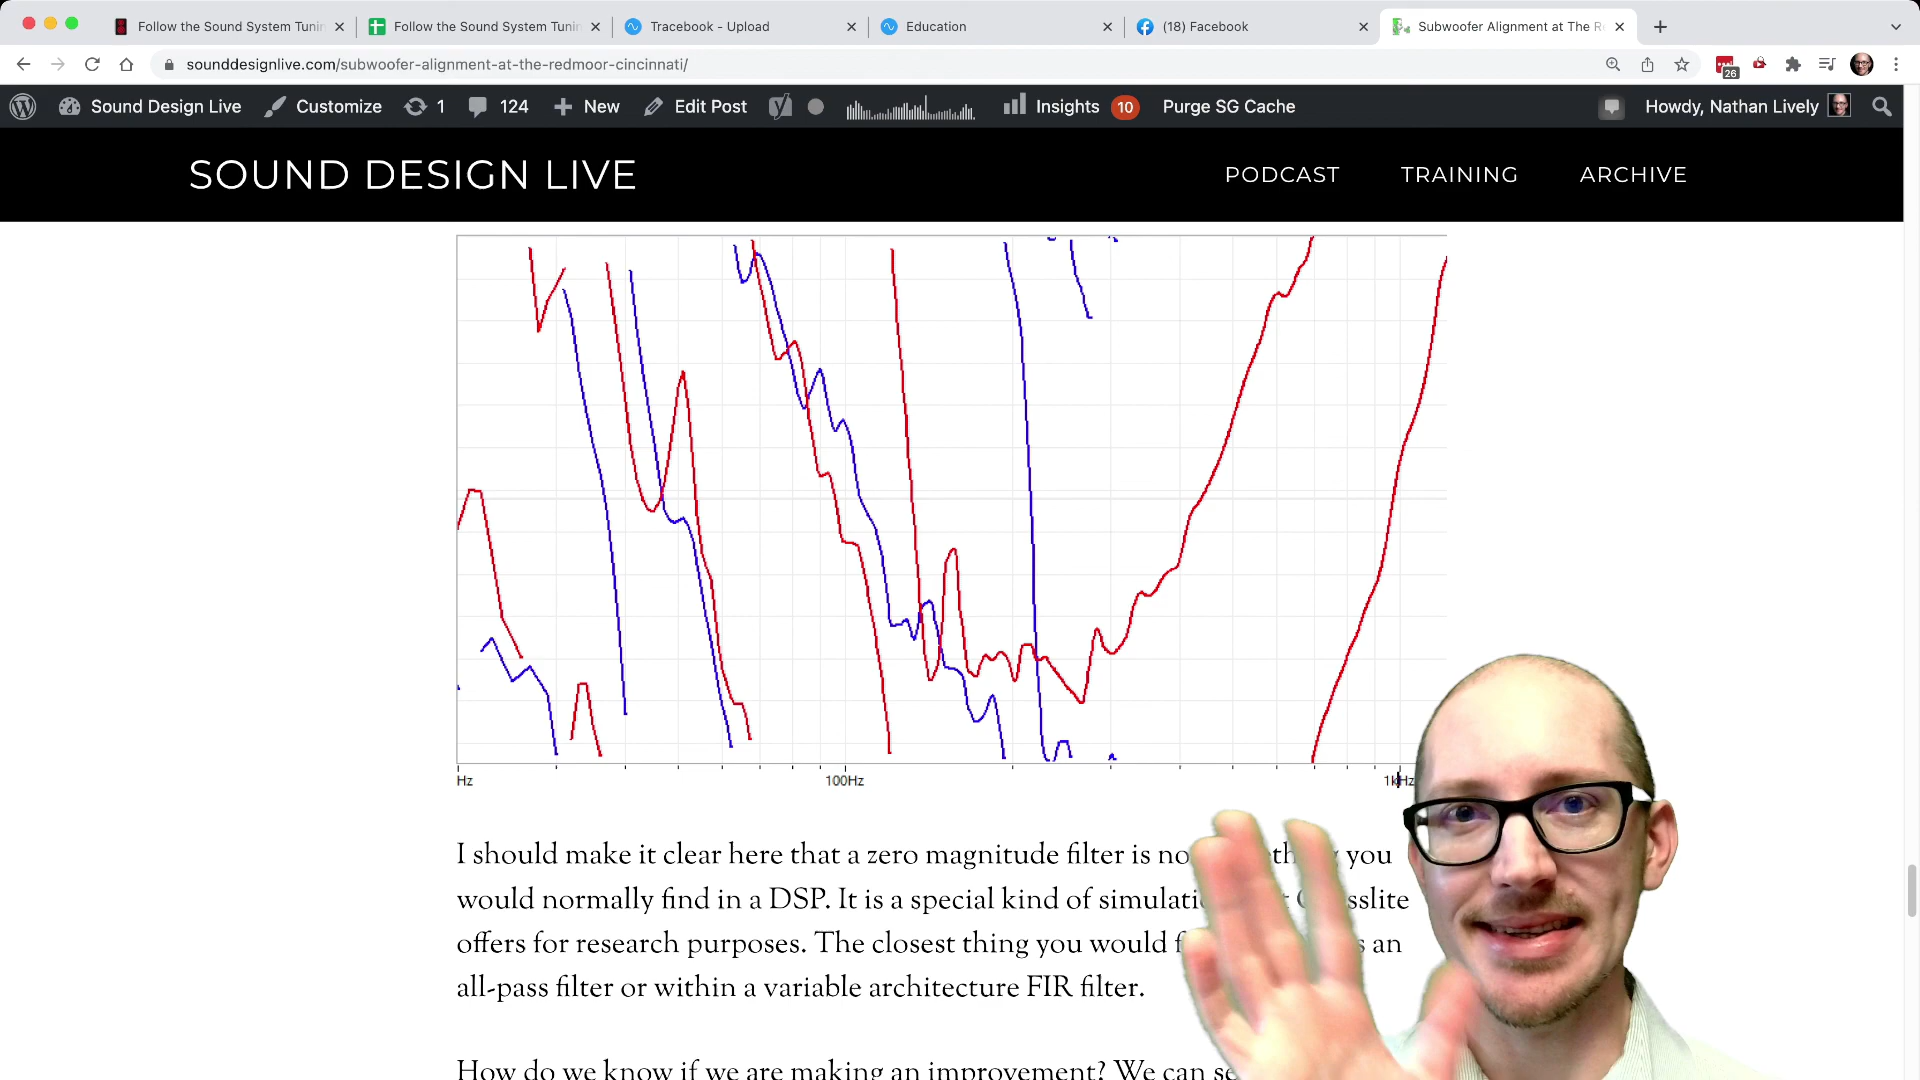 Follow the Sound System Tunin
Follow the Sound System Tunin
Tracebook - Upload
Education
(18) Facebook
Subwoofer Alignment at The Re
sounddesignlive.com/subwoofer-alignment-at-the-redmoor-cincinnati/
26
Sound Design Live
Customize
1
124
New
Edit Post
Insights
10
Purge SG Cache
Howdy, Nathan Lively
SOUND DESIGN LIVE
PODCAST
TRAINING
ARCHIVE
Hz
100Hz
1kHz
I should make it clear here that a zero magnitude filter is you
would normally find in a DSP. It is a special kind of
offers for research purposes. The closest thing you would an
all-pass filter or within a variable architecture FIR filter.
How do we know if we are making an improvement? We can